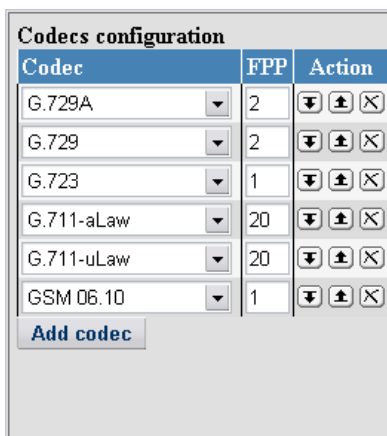 Codecs configuration
Codec FPP Action
G.729A 2
G.729 2
G.723 1
G.711-aLaw 20
G.711-uLaw 20
GSM 06.10 1
Add codec